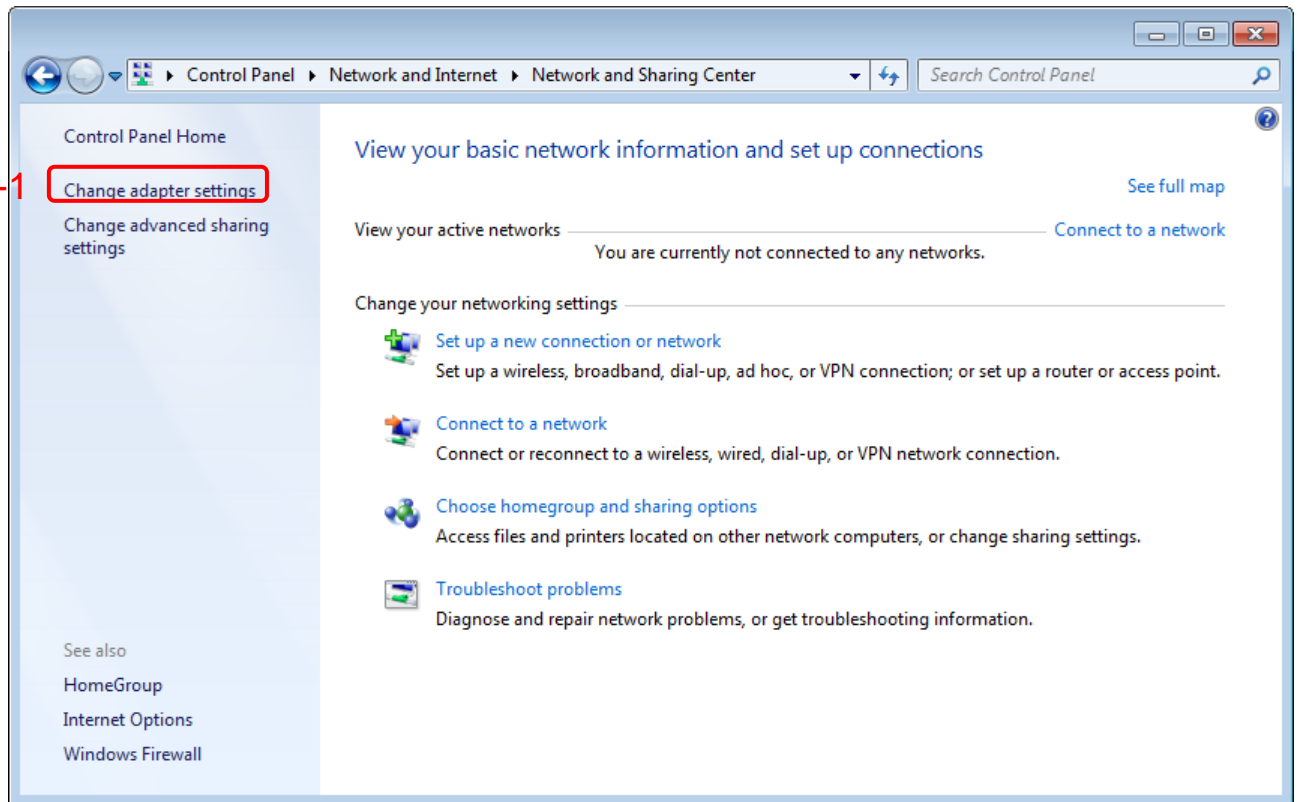 Control Panel Network and Internet Network and Sharing Center Search Control Panel
Control Panel Home
-1 Change adapter settings
Change advanced sharing
settings
See also
HomeGroup
Internet Options
Windows Firewall
View your basic network information and set up connections
See full map
View your active networks Connect to a network
You are currently not connected to any networks.
Change your networking settings
Set up a new connection or network
Set up a wireless, broadband, dial-up, ad hoc, or VPN connection; or set up a router or access point.
Connect to a network
Connect or reconnect to a wireless, wired, dial-up, or VPN network connection.
Choose homegroup and sharing options
Access files and printers located on other network computers, or change sharing settings.
Troubleshoot problems
Diagnose and repair network problems, or get troubleshooting information.